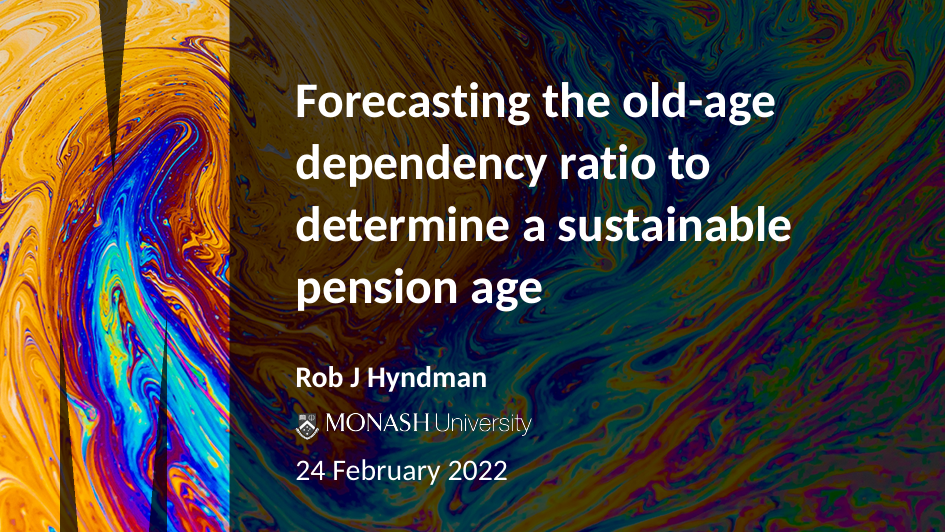 Forecasting the old-age
dependency ratio to
determine a sustainable
pension age
Rob J Hyndman
MONASH University
24 February 2022